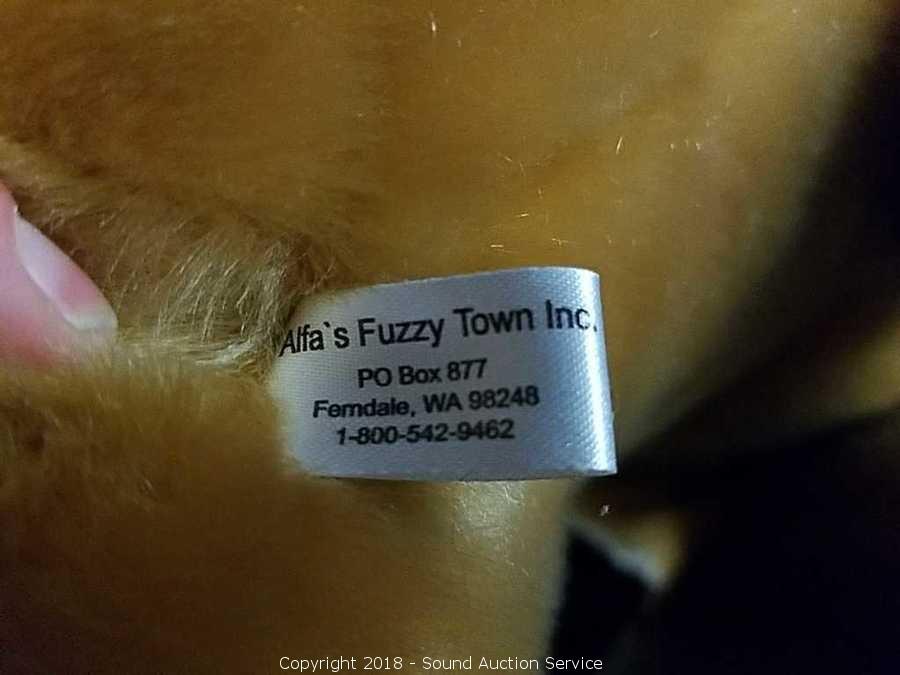 Alfa`s Fuzzy Town Inc.
PO Box 877
Ferndale, WA 98248
1-800-542-9462
Copyright 2018 - Sound Auction Service